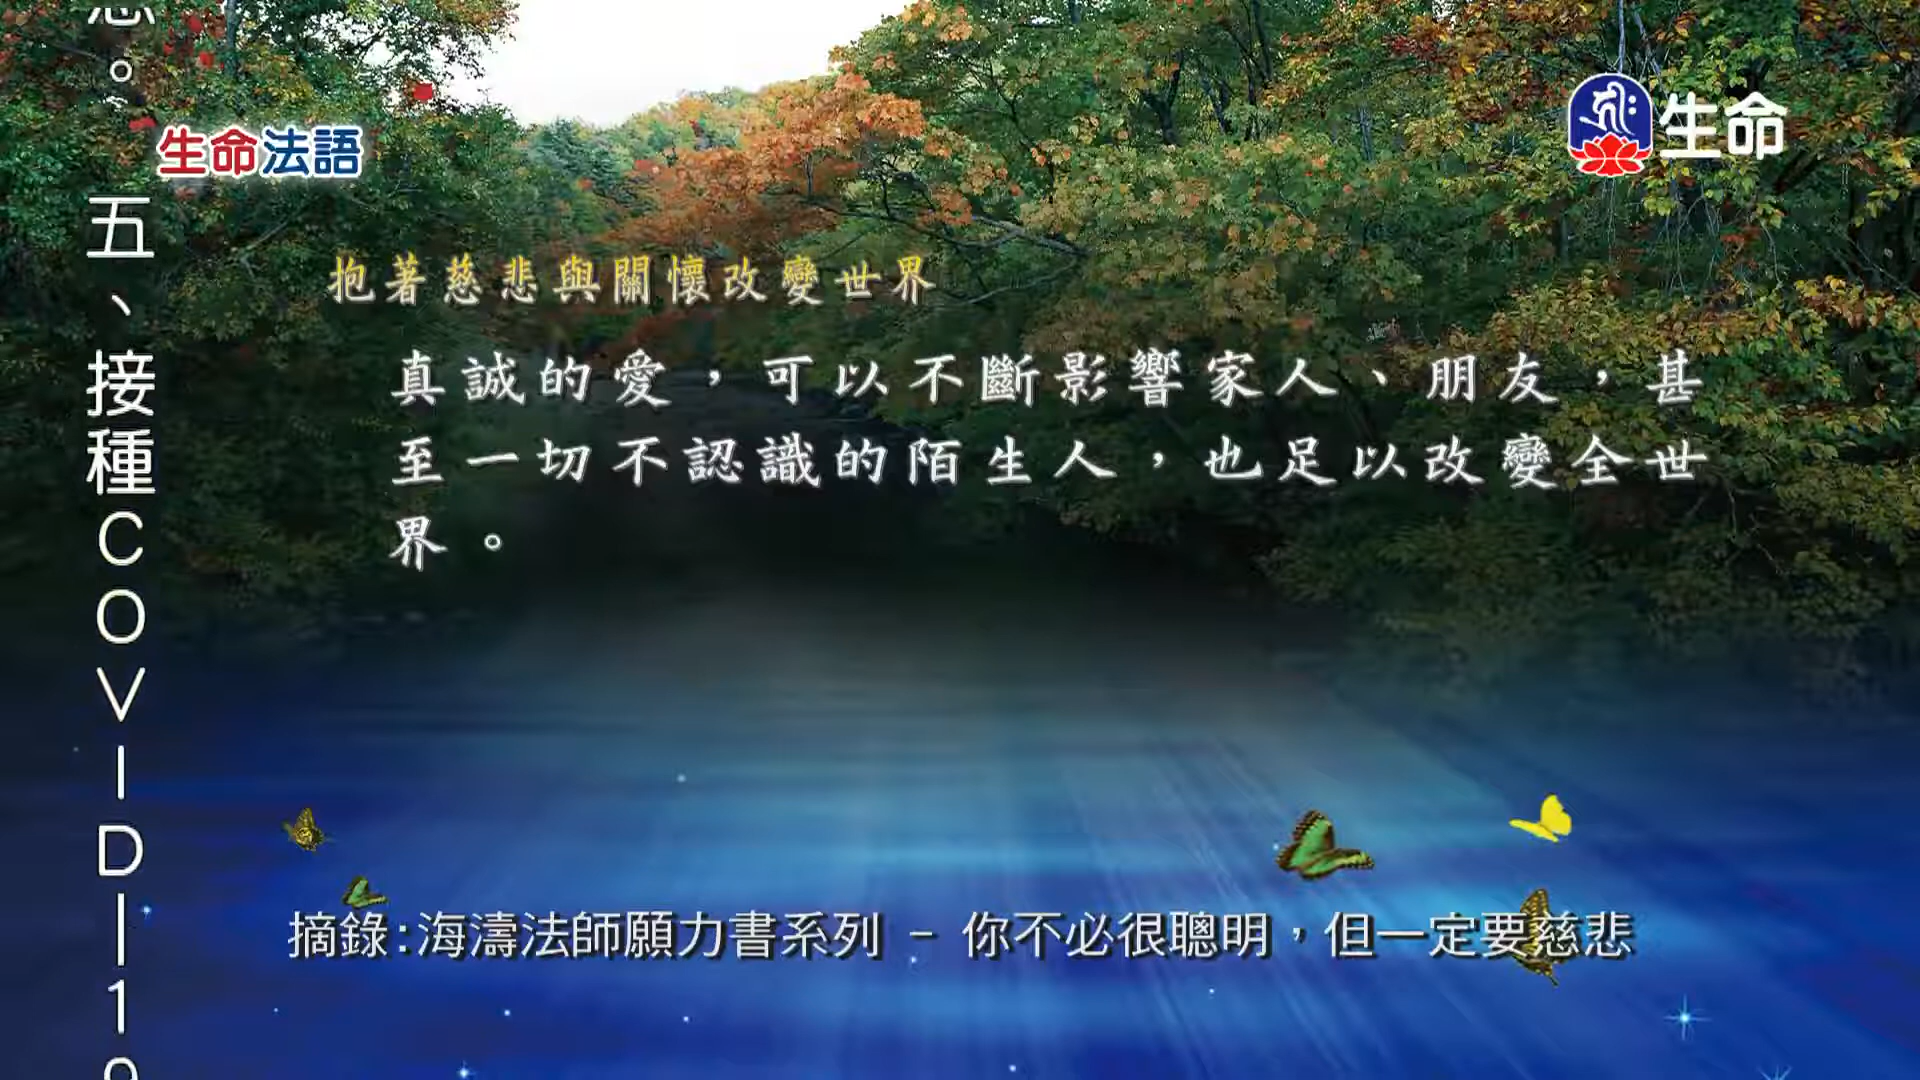 生命法語
生命
抱著慈悲與關懷改變世界
真誠的愛，可以不斷影響家人、朋友，甚
至一切不認識的陌生人，也足以改變全世
界。
摘錄:海濤法師願力書系列 - 你不必很聰明，但一定要慈悲
。五、接種COVID-19